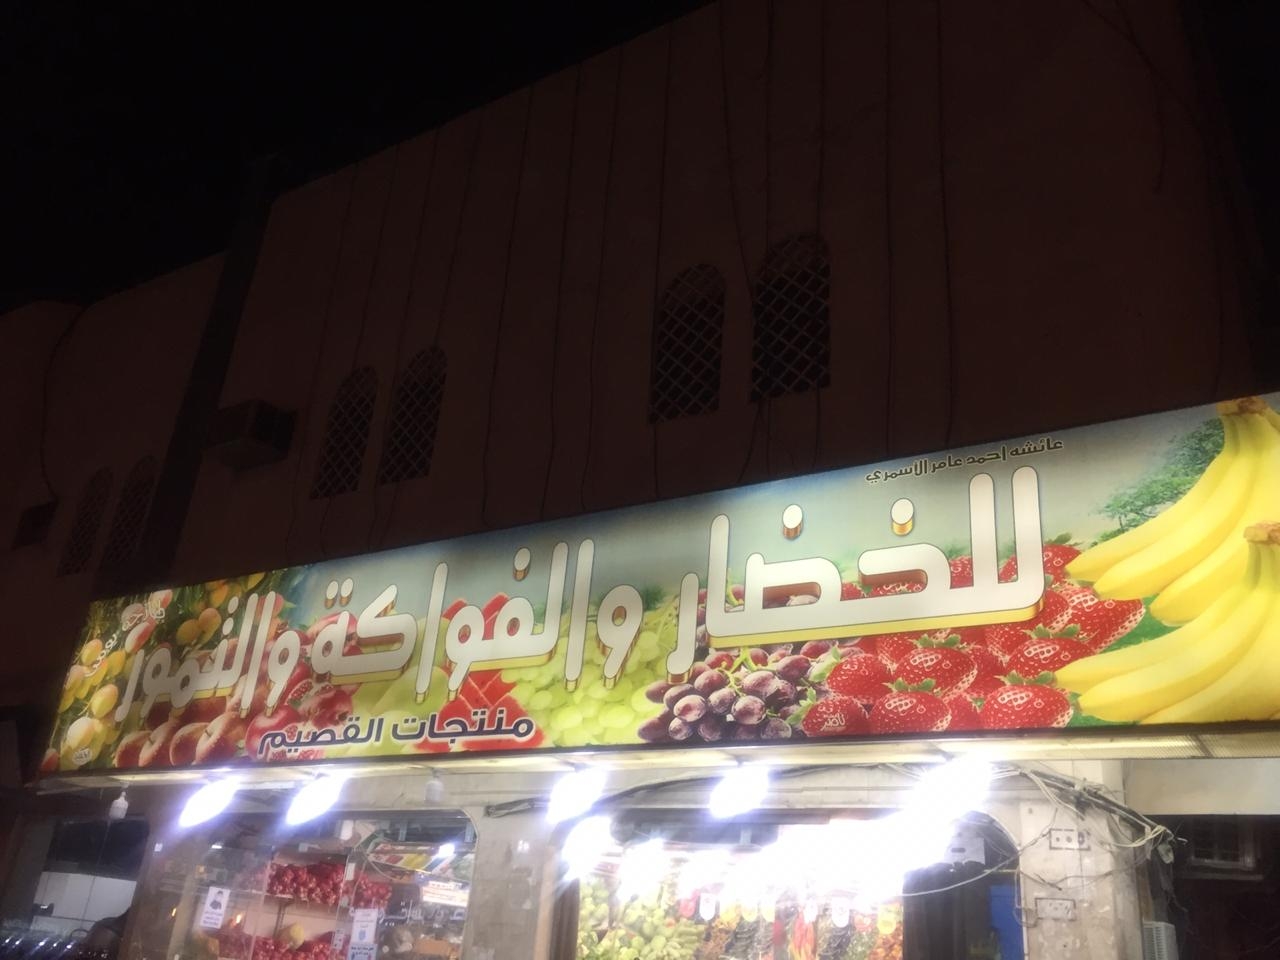 عائشه احمد عامر الاسمري
للخضار والفواكة والتمور
منتجات القصيم